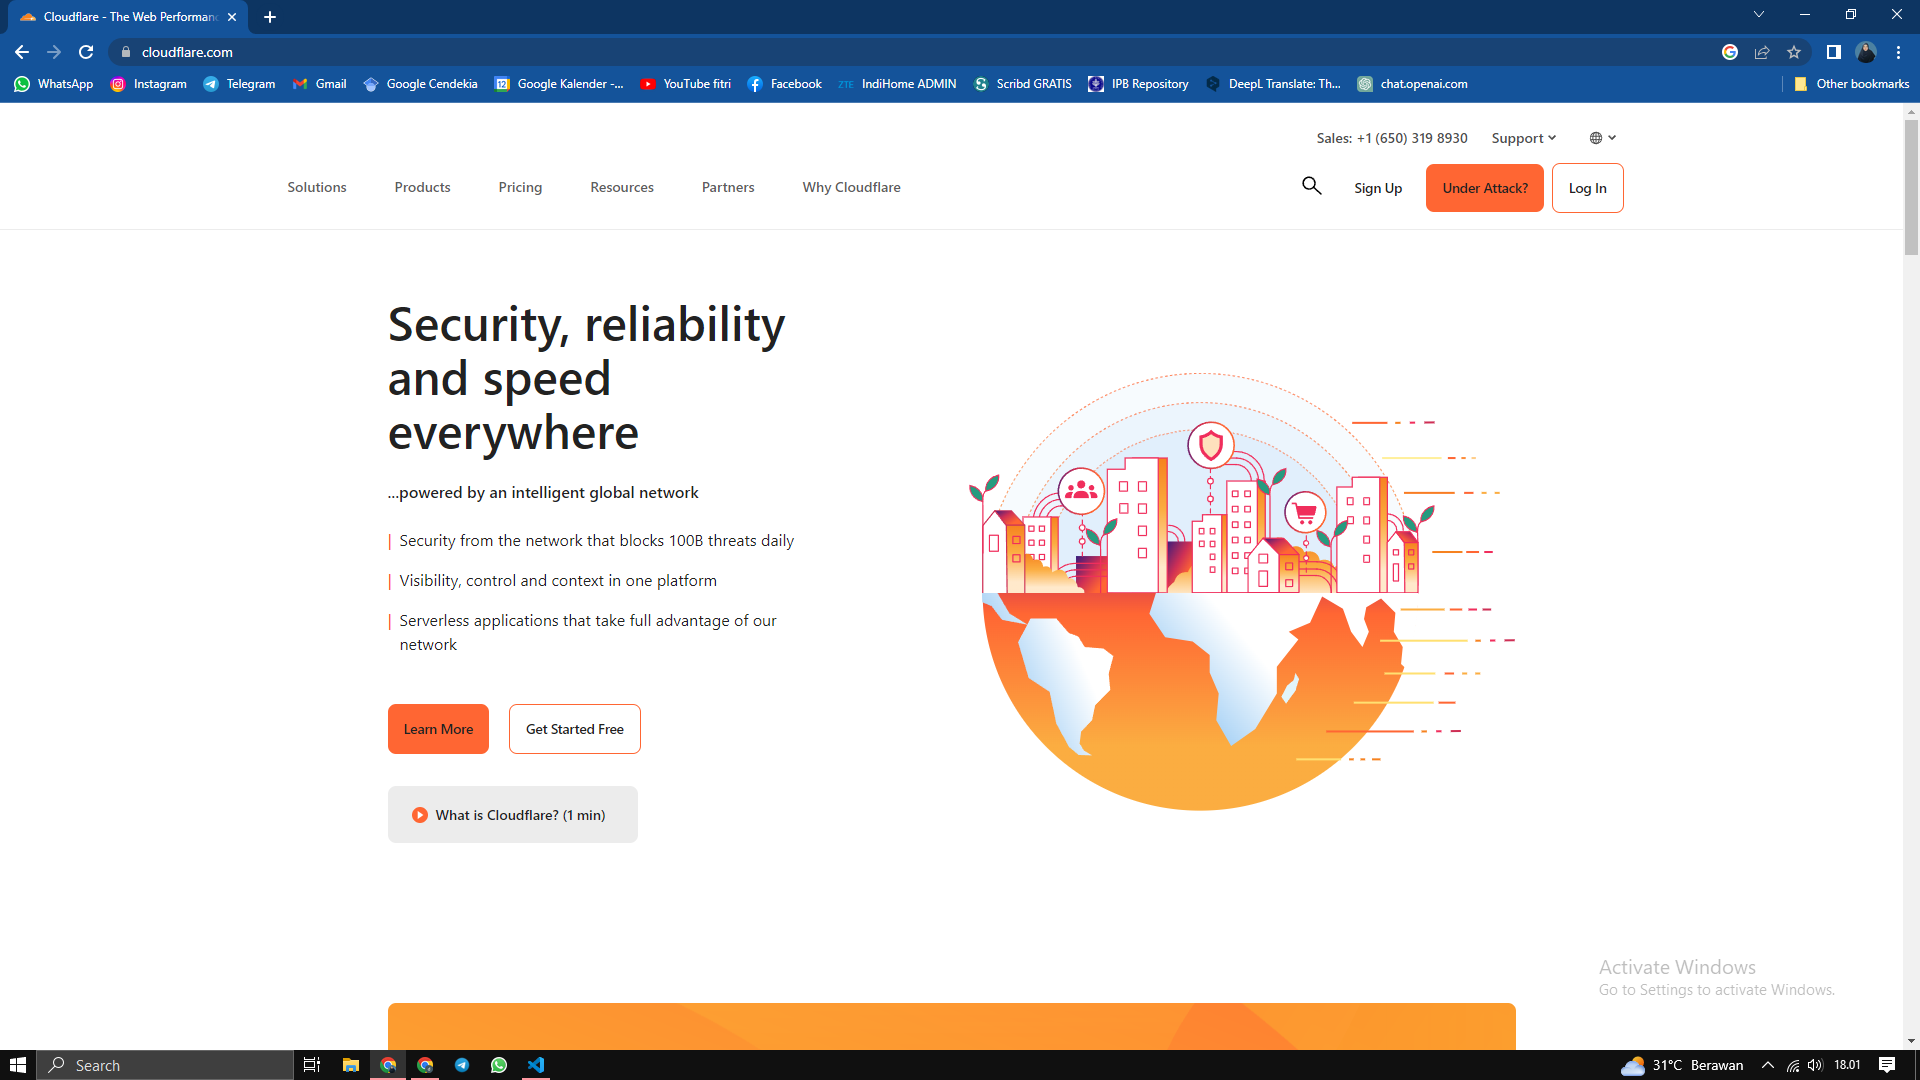 Cloudflare - The Web Performanc
cloudflare.com
WhatsApp Instagram Telegram Gmail Google Cendekia Google Kalender -... YouTube fitri Facebook ZTE IndiHome ADMIN Scribd GRATIS IPB Repository DeepL Translate: Th... chat.openai.com Other bookmarks
Sales: +1 (650) 319 8930 Support
Solutions Products Pricing Resources Partners Why Cloudflare Sign Up Under Attack? Log In
Security, reliability
and speed
everywhere
...powered by an intelligent global network
| Security from the network that blocks 100B threats daily
| Visibility, control and context in one platform
| Serverless applications that take full advantage of our
network
Learn More Get Started Free
What is Cloudflare? (1 min)
Activate Windows
Go to Settings to activate Windows.
Search 31°C Berawan 18.01